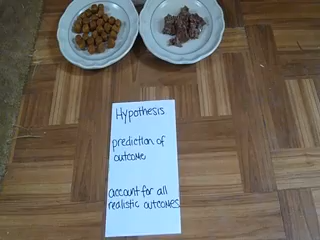 Hypothesis
prediction of
outcome
account for all
realistic outcomes